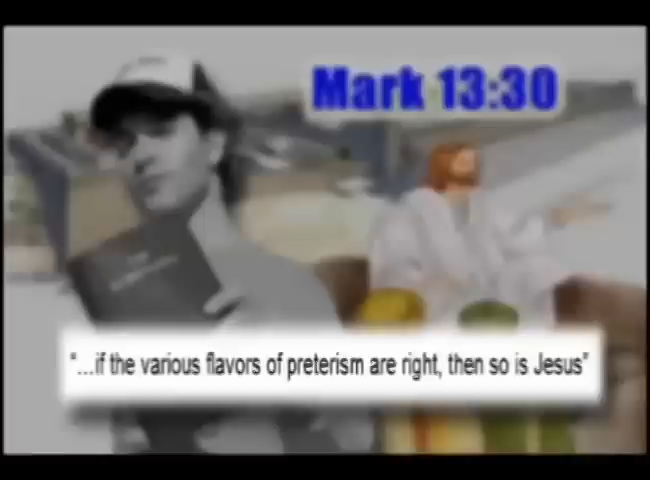 Mark 13:30
"...if the various flavors of preterism are right, then so is Jesus"